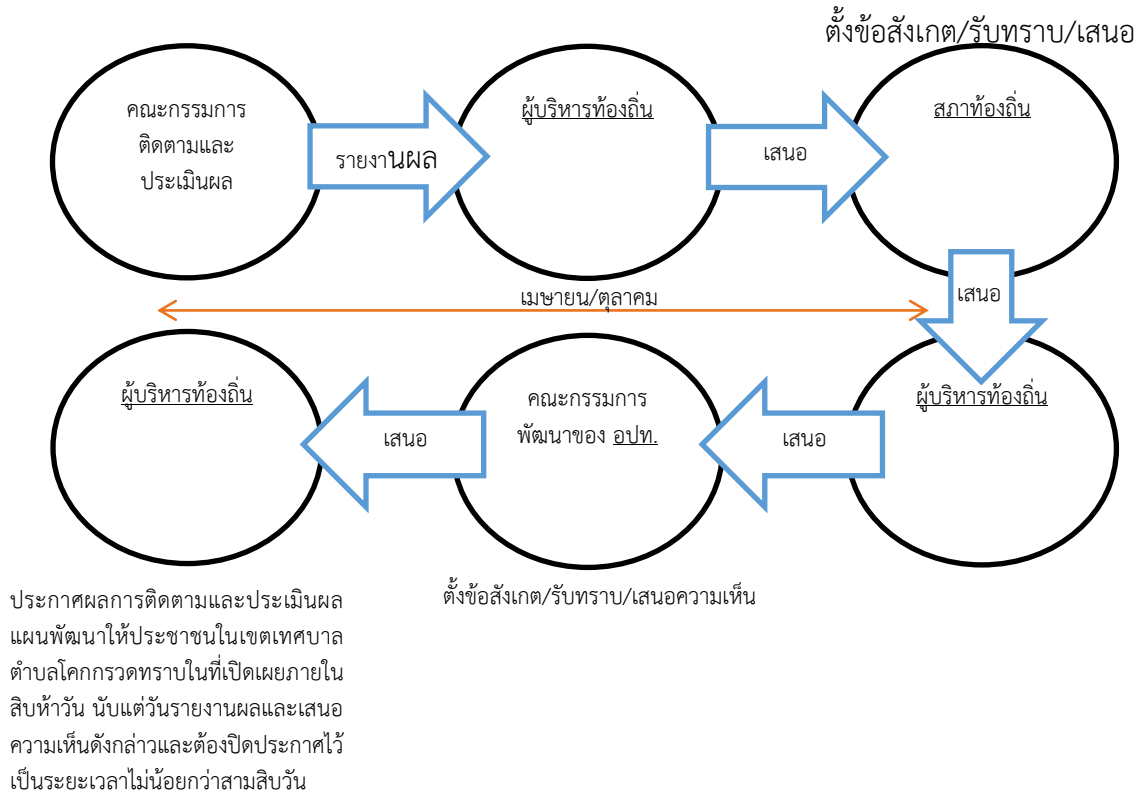 ตั้งข้อสังเกต/รับทราบ/เสนอ
คณะกรรมการ
ติดตามและ
ประเมินผล
รายงานผล
ผู้บริหารท้องถิ่น
เสนอ
สภาท้องถิ่น
เสนอ
เมษายน/ตุลาคม
ผู้บริหารท้องถิ่น
เสนอ
คณะกรรมการ
พัฒนาของ อปท.
เสนอ
ผู้บริหารท้องถิ่น
ตั้งข้อสังเกต/รับทราบ/เสนอความเห็น
ประกาศผลการติดตามและประเมินผล
แผนพัฒนาให้ประชาชนในเขตเทศบาล
ตำบลโคกกรวดทราบในที่เปิดเผยภายใน
สิบห้าวัน นับแต่วันรายงานผลและเสนอ
ความเห็นดังกล่าวและต้องปิดประกาศไว้
เป็นระยะเวลาไม่น้อยกว่าสามสิบวัน